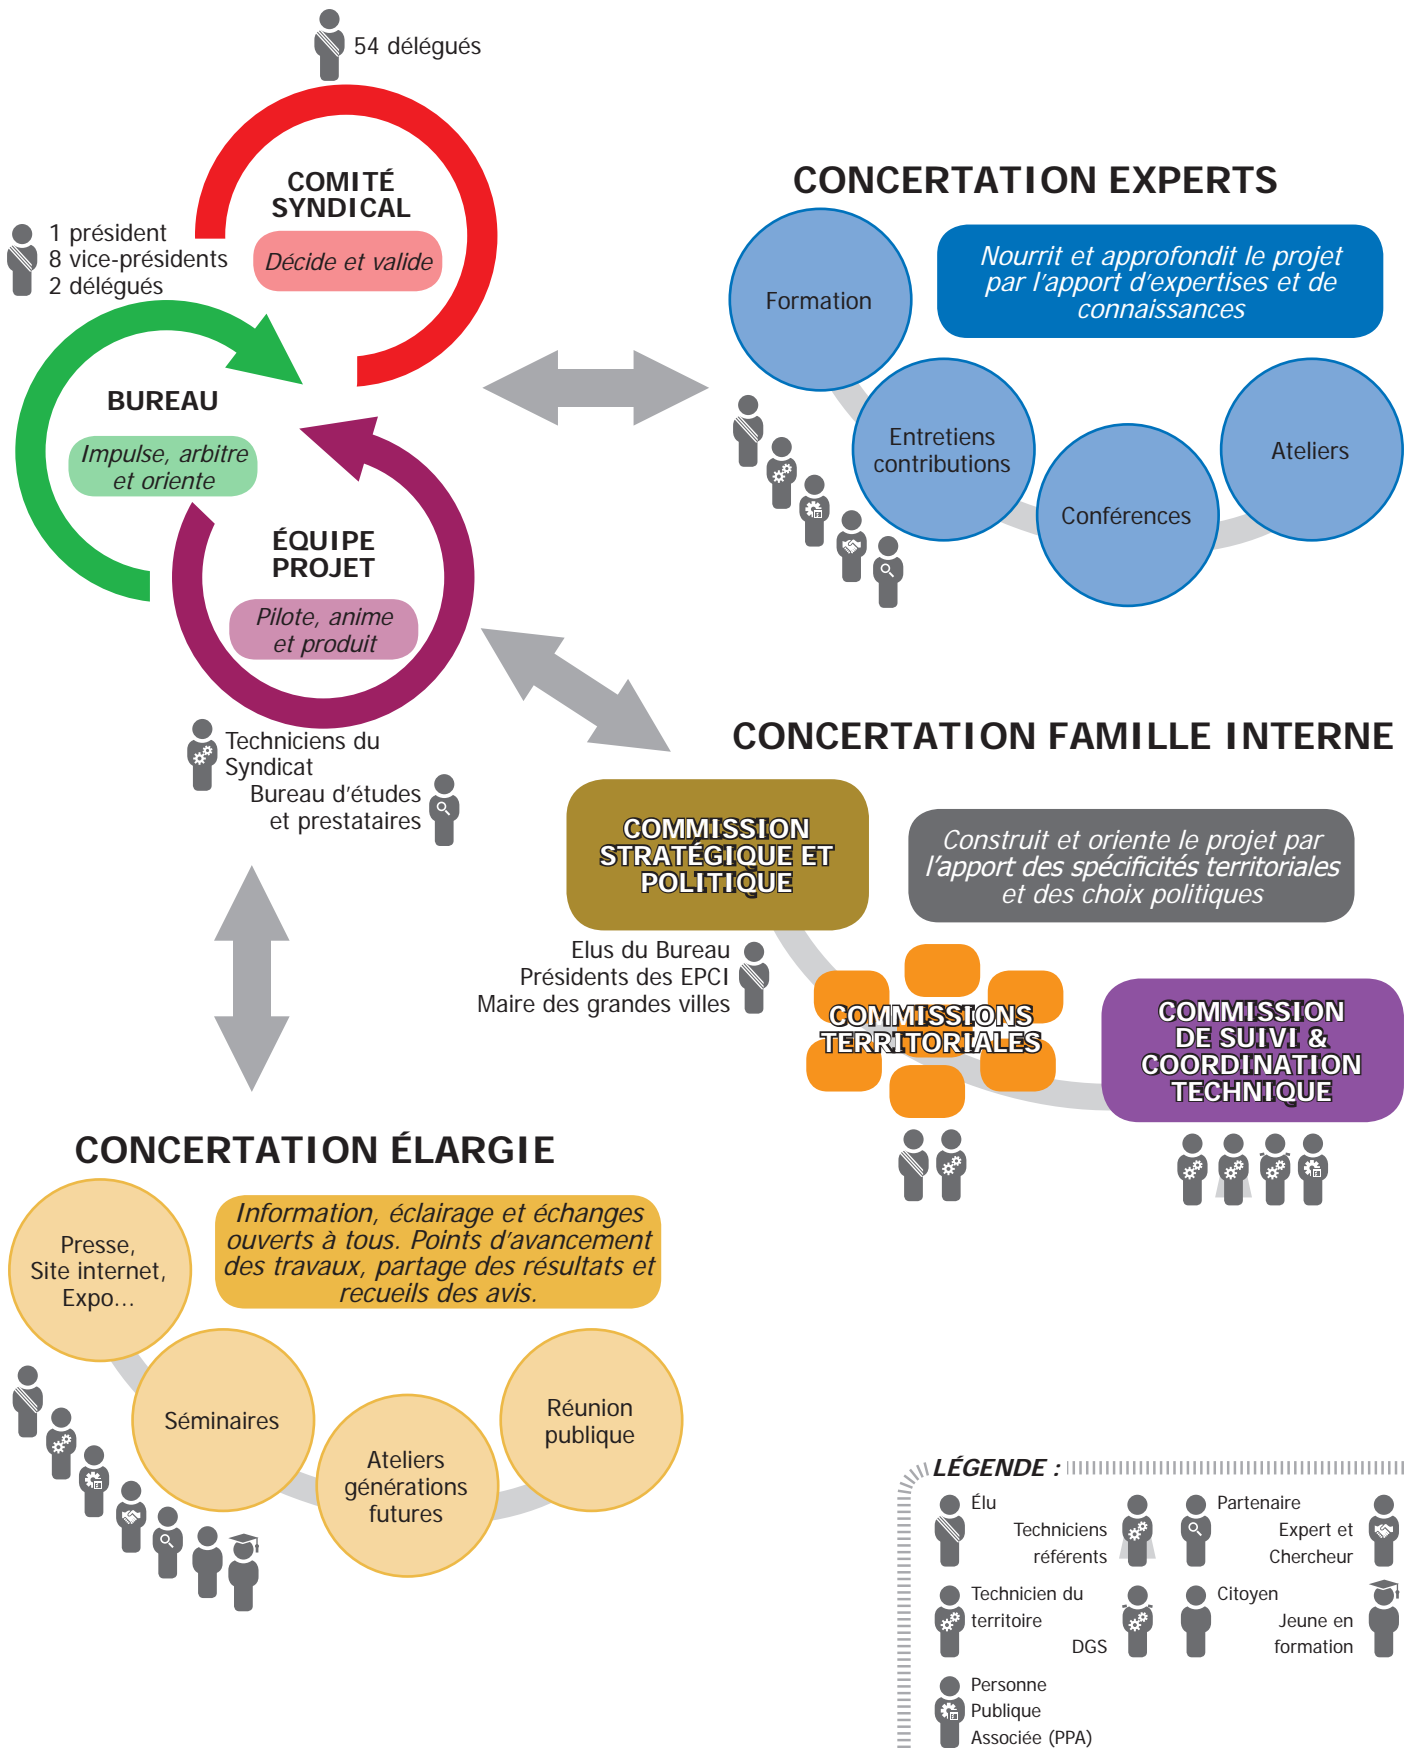 54 délégués
COMITÉ
SYNDICAL
Décide et valide
1 président
8 vice-présidents
2 délégués
BUREAU
Impulse, arbitre
et oriente
ÉQUIPE
PROJET
Pilote, anime
et produit
Techniciens du
Syndicat
Bureau d'études
et prestataires
CONCERTATION EXPERTS
Nourrit et approfondit le projet
par l'apport d'expertises et de
connaissances
Formation
Entretiens
contributions
Conférences
Ateliers
CONCERTATION FAMILLE INTERNE
COMMISSION
STRATÉGIQUE ET
POLITIQUE
Construit et oriente le projet par
l'apport des spécificités territoriales
et des choix politiques
Elus du Bureau
Présidents des EPCI
Maire des grandes villes
COMMISSIONS
TERRITORIALES
COMMISSION
DE SUIVI &
COORDINATION
TECHNIQUE
CONCERTATION ÉLARGIE
Information, éclairage et échanges
ouverts à tous. Points d'avancement
des travaux, partage des résultats et
recueils des avis.
Presse,
Site internet,
Expo...
Séminaires
Ateliers
générations
futures
Réunion
publique
LÉGENDE :
Élu
Techniciens
référents
Partenaire
Expert et
Chercheur
Technicien du
territoire
DGS
Citoyen
Jeune en
formation
Personne
Publique
Associée (PPA)